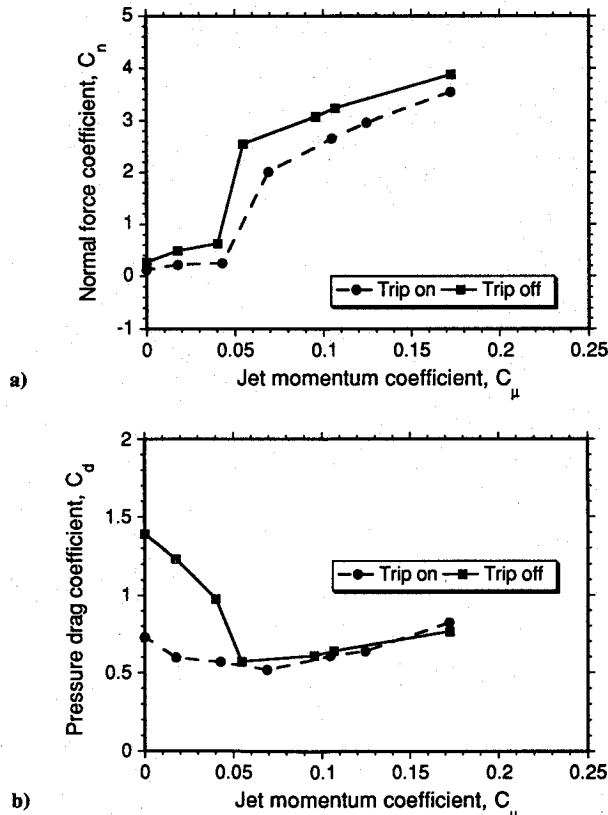 5
4
3
2
1
0
-1
Normal force coefficient, Cₙ
Trip on
Trip off
0 0.05 0.1 0.15 0.2 0.25
a)
Jet momentum coefficient, C_μ
2
1.5
1
0.5
0
Pressure drag coefficient, C_d
Trip on
Trip off
0 0.05 0.1 0.15 0.2 0.25
b)
Jet momentum coefficient, C_μ